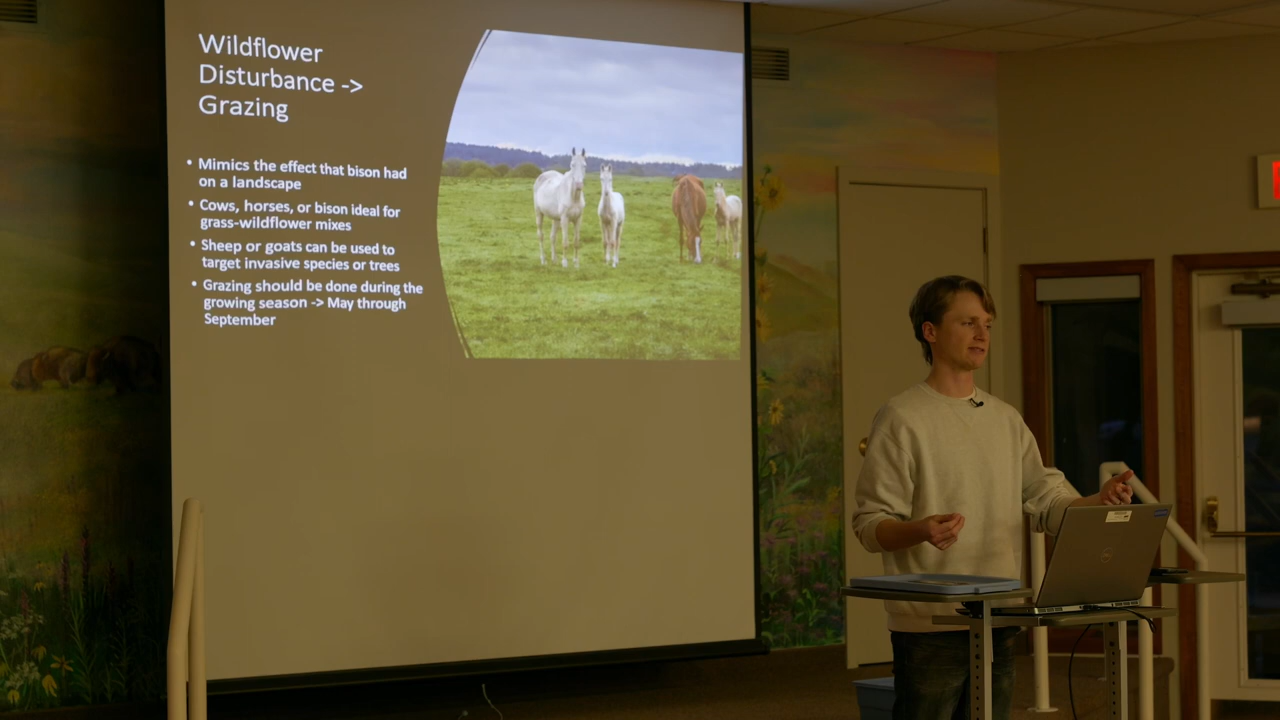 Wildflower
Disturbance ->
Grazing
• Mimics the effect that bison had
on a landscape
• Cows, horses, or bison ideal for
grass-wildflower mixes
• Sheep or goats can be used to
target invasive species or trees
• Grazing should be done during the
growing season -> May through
September